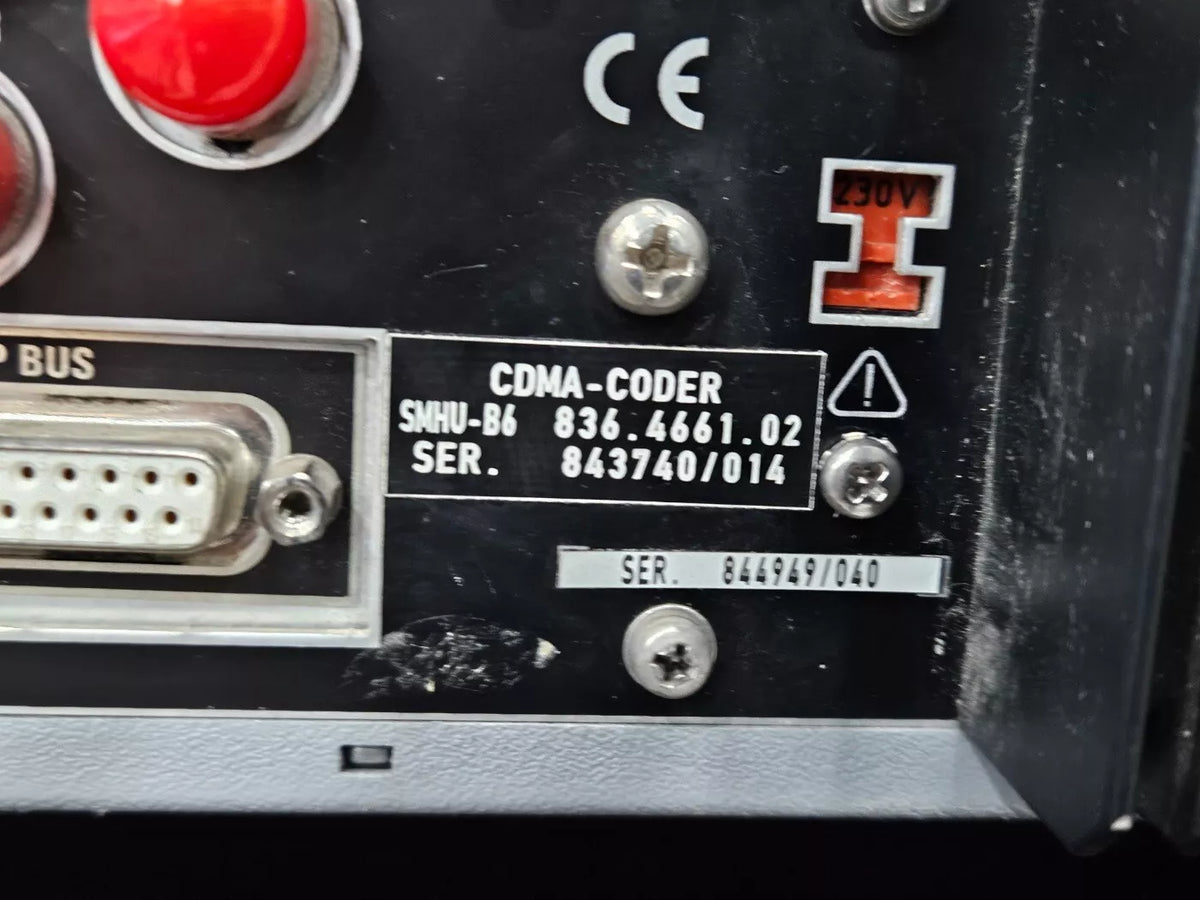 CE
230V
P BUS
CDMA-CODER
SMHU-B6 836.4661.02
SER. 843740/014
SER. 844949/040